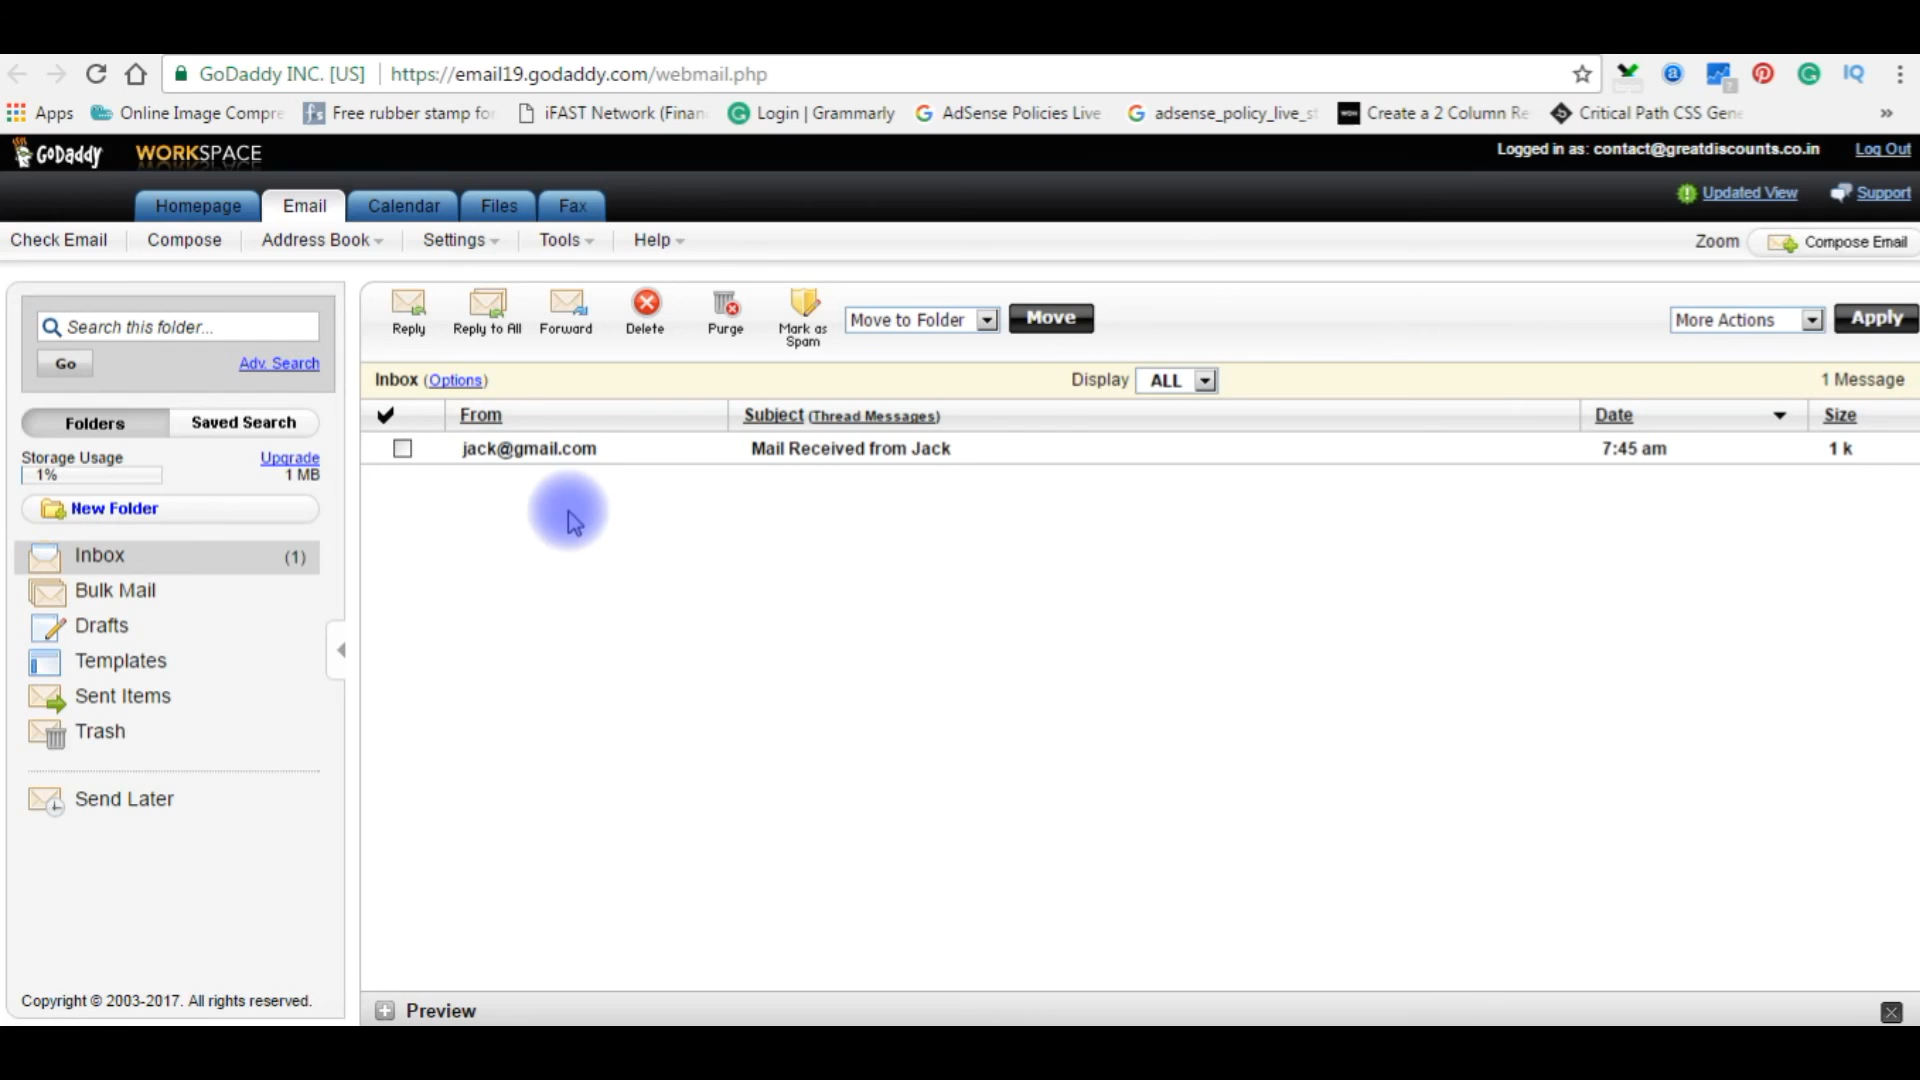 GoDaddy INC. [US] https://email19.godaddy.com/webmail.php
Apps Online Image Compre Free rubber stamp for iFAST Network (Finan Login | Grammarly AdSense Policies Live adsense_policy_live_st Create a 2 Column Re Critical Path CSS Gene »
GoDaddy WORKSPACE Logged in as: contact@greatdiscounts.co.in Log Out
Homepage Email Calendar Files Fax Updated View Support
Check Email Compose Address Book Settings Tools Help Zoom Compose Email
Search this folder...
Go Adv. Search
Reply Reply to All Forward Delete Purge Mark as Spam Move to Folder Move More Actions Apply
Inbox (Options) Display ALL 1 Message
Folders Saved Search
From Subject (Thread Messages) Date Size
jack@gmail.com Mail Received from Jack 7:45 am 1 k
Storage Usage Upgrade
1% 1 MB
New Folder
Inbox (1)
Bulk Mail
Drafts
Templates
Sent Items
Trash
Send Later
Copyright © 2003-2017. All rights reserved.
Preview